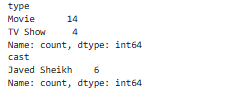 type
Movie      14
TV Show     4
Name: count, dtype: int64
cast
Javed Sheikh    6
Name: count, dtype: int64